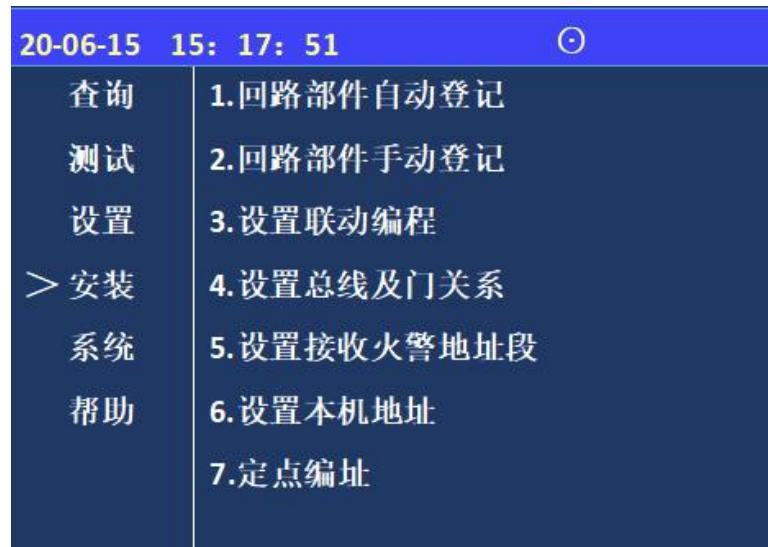 20-06-15 15：17：51
查询
测试
设置
＞安装
系统
帮助
1.回路部件自动登记
2.回路部件手动登记
3.设置联动编程
4.设置总线及门关系
5.设置接收火警地址段
6.设置本机地址
7.定点编址